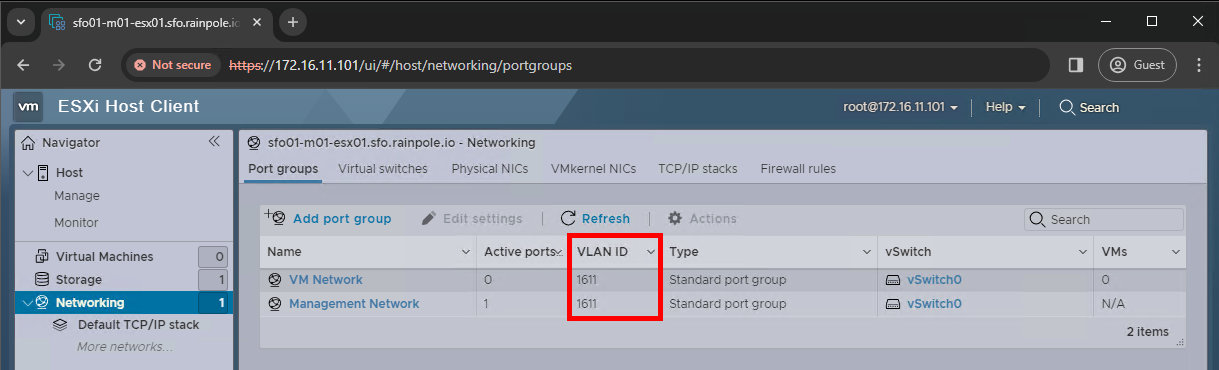 sfo01-m01-esx01.sfo.rainpole.io
Not secure https://172.16.11.101/ui/#/host/networking/portgroups Guest
vm ESXi Host Client root@172.16.11.101 Help Search
Navigator
Host
Manage
Monitor
Virtual Machines 0
Storage 1
Networking 1
Default TCP/IP stack
More networks...
sfo01-m01-esx01.sfo.rainpole.io - Networking
Port groups Virtual switches Physical NICs VMkernel NICs TCP/IP stacks Firewall rules
Add port group Edit settings Refresh Actions Search
Name Active ports VLAN ID Type vSwitch VMs
VM Network 0 1611 Standard port group vSwitch0 0
Management Network 1 1611 Standard port group vSwitch0 N/A
2 items